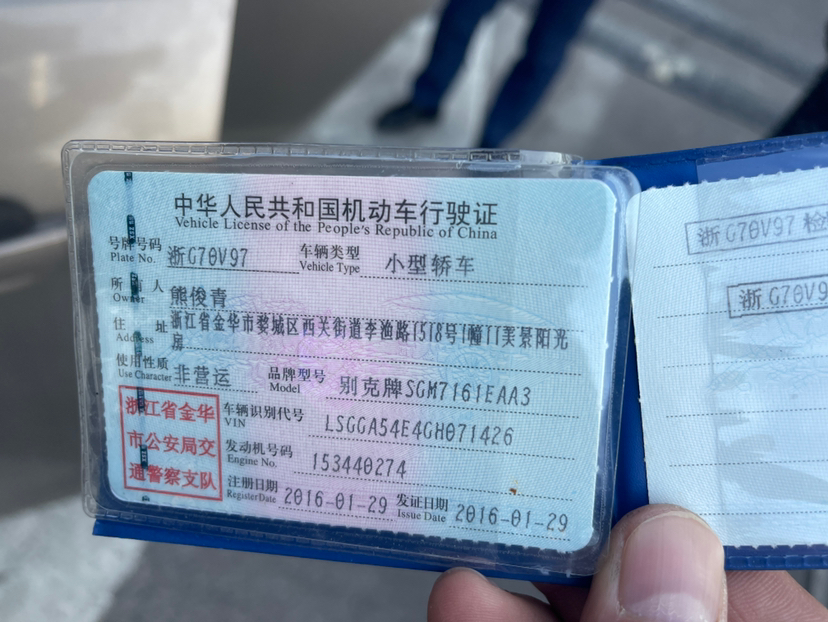 中华人民共和国机动车行驶证
Vehicle License of the People's Republic of China
号牌号码 Plate No. 浙G70V97 车辆类型 Vehicle Type 小型轿车
所有人 Owner 熊俊青
住址 Address 浙江省金华市婺城区西关街道李渔路1518号1幢11美景阳光
房
使用性质 Use Character 非营运 品牌型号 Model 别克牌SGM7161EAA3
浙江省金华
市公安局交
通警察支队
车辆识别代号 VIN LSGGA54E4GH071426
发动机号码 Engine No. 153440274
注册日期 Register Date 2016-01-29 发证日期 Issue Date 2016-01-29
浙G70V97 检
浙G70V9